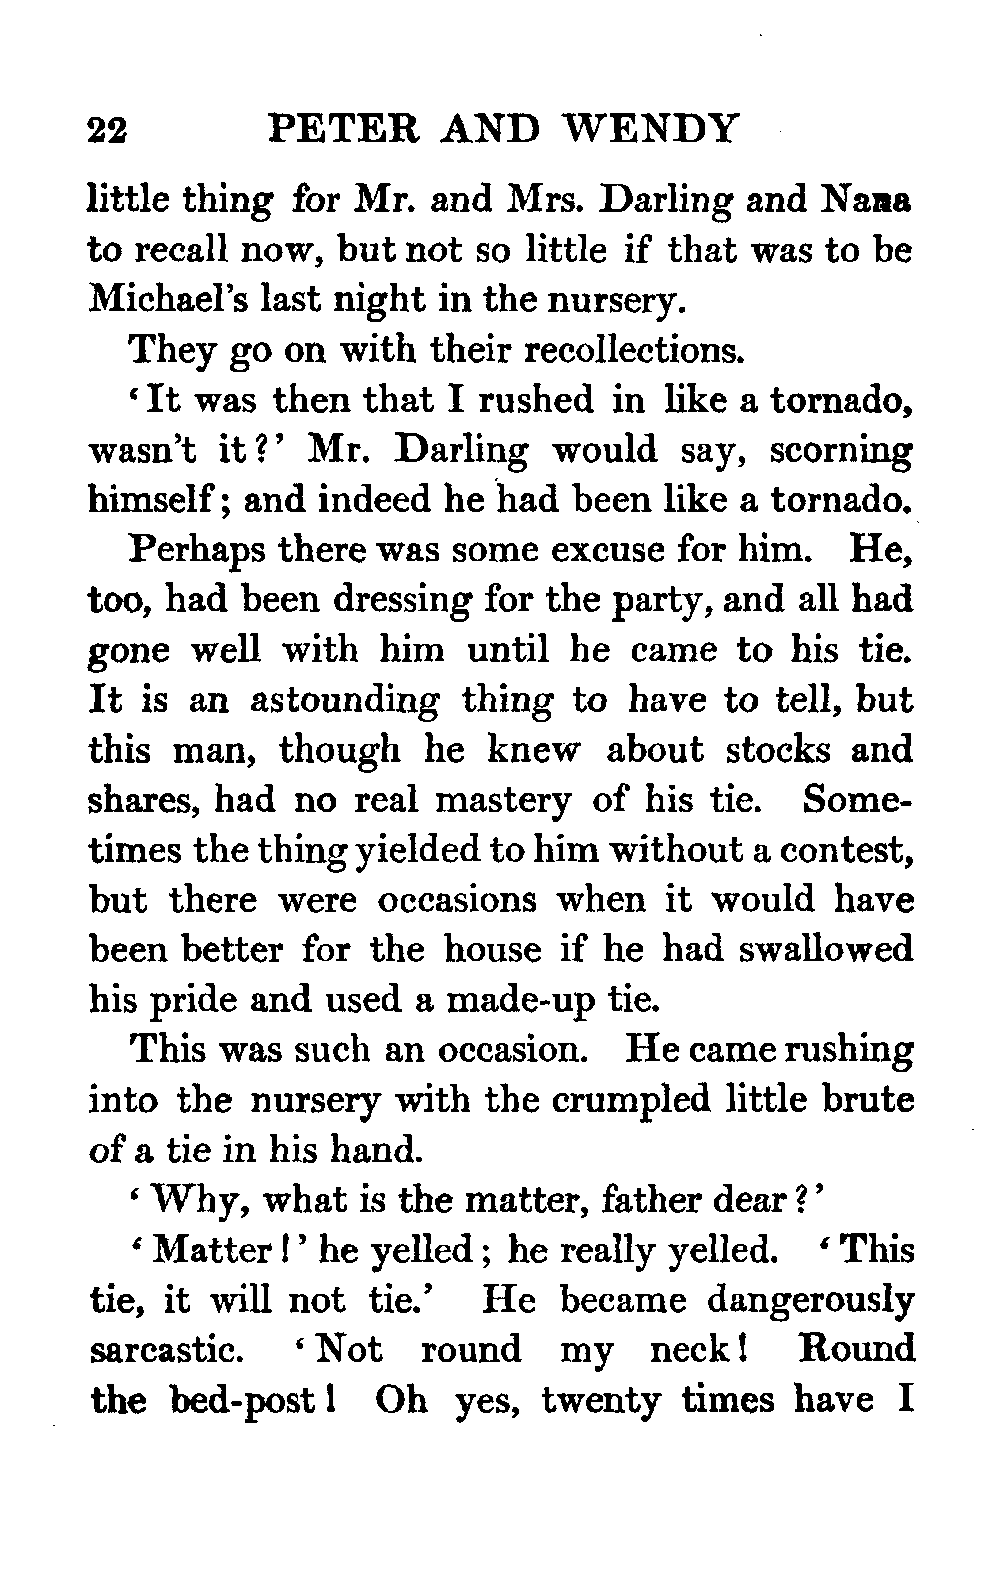 22 PETER AND WENDY
little thing for Mr. and Mrs. Darling and Nana
to recall now, but not so little if that was to be
Michael's last night in the nursery.
They go on with their recollections.
‘It was then that I rushed in like a tornado,
wasn't it?’ Mr. Darling would say, scorning
himself; and indeed he had been like a tornado.
Perhaps there was some excuse for him. He,
too, had been dressing for the party, and all had
gone well with him until he came to his tie.
It is an astounding thing to have to tell, but
this man, though he knew about stocks and
shares, had no real mastery of his tie. Some-
times the thing yielded to him without a contest,
but there were occasions when it would have
been better for the house if he had swallowed
his pride and used a made-up tie.
This was such an occasion. He came rushing
into the nursery with the crumpled little brute
of a tie in his hand.
‘Why, what is the matter, father dear?’
‘Matter!’ he yelled; he really yelled. ‘This
tie, it will not tie.’ He became dangerously
sarcastic. ‘Not round my neck! Round
the bed-post! Oh yes, twenty times have I